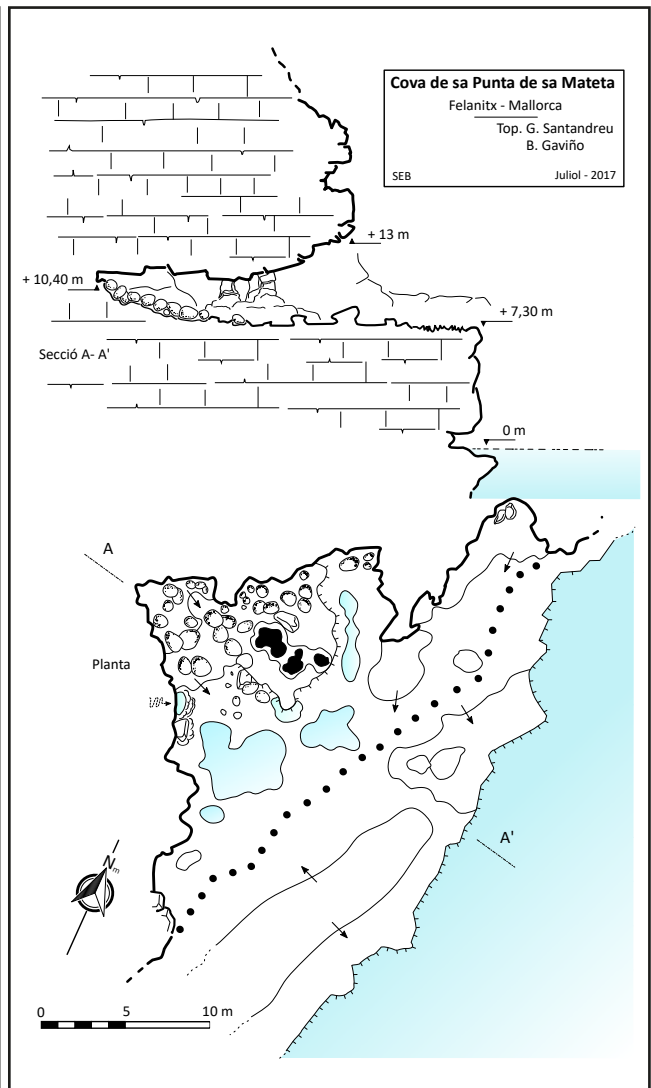 Cova de sa Punta de sa Mateta
Felanitx - Mallorca
Top. G. Santandreu
B. Gaviño
SEB Juliol - 2017
+ 13 m
+ 10,40 m
+ 7,30 m
Secció A- A'
0 m
A
Planta
A'
Nm
0 5 10 m